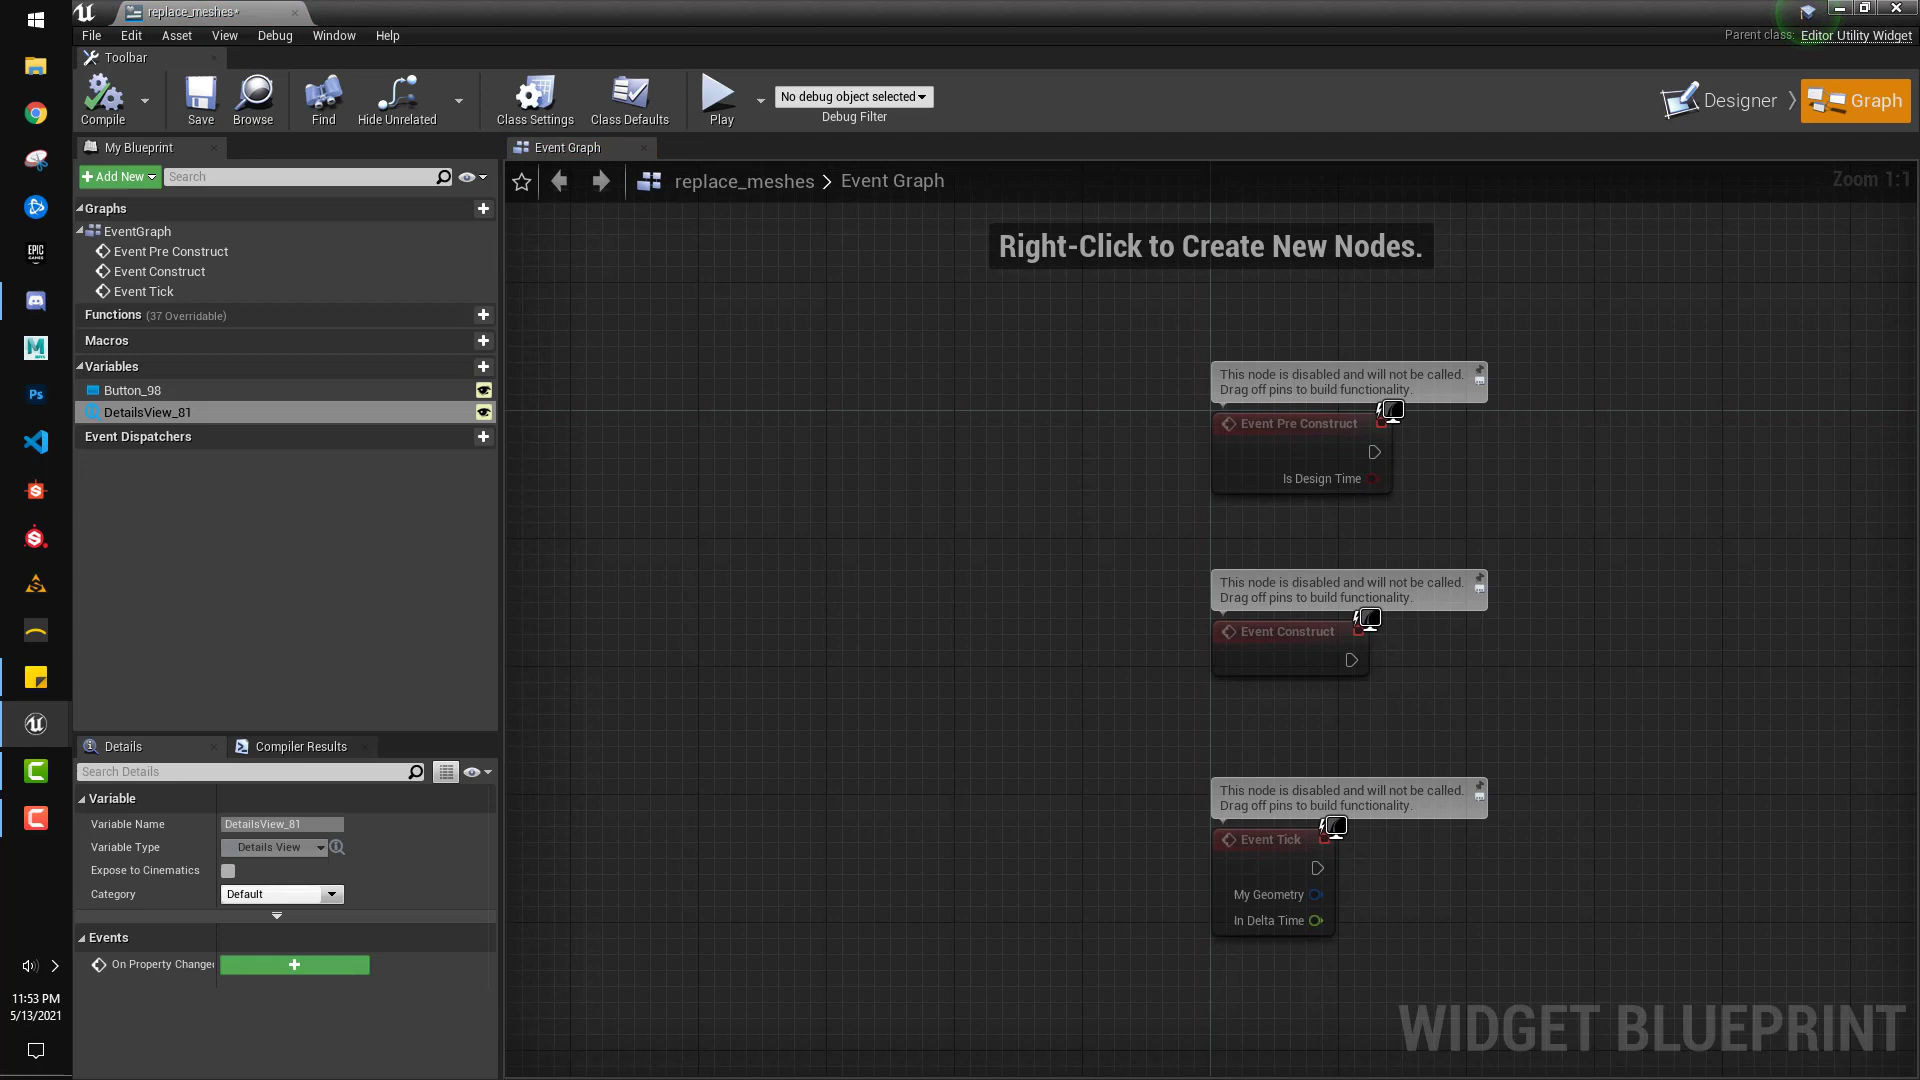 replace_meshes*
File Edit Asset View Debug Window Help
Parent class: Editor Utility Widget
Toolbar
Compile
Save
Browse
Find
Hide Unrelated
Class Settings
Class Defaults
Play
No debug object selected
Debug Filter
Designer
Graph
My Blueprint
Event Graph
Add New
Search
replace_meshes > Event Graph
Zoom 1:1
Right-Click to Create New Nodes.
Graphs
EventGraph
Event Pre Construct
Event Construct
Event Tick
Functions (37 Overridable)
Macros
Variables
Button_98
DetailsView_81
Event Dispatchers
This node is disabled and will not be called.
Drag off pins to build functionality.
Event Pre Construct
Is Design Time
This node is disabled and will not be called.
Drag off pins to build functionality.
Event Construct
This node is disabled and will not be called.
Drag off pins to build functionality.
Event Tick
My Geometry
In Delta Time
Details
Compiler Results
Search Details
Variable
Variable Name DetailsView_81
Variable Type Details View
Expose to Cinematics
Category Default
Events
On Property Change
WIDGET BLUEPRINT
EPIC
GAMES
Ps
11:53 PM
5/13/2021